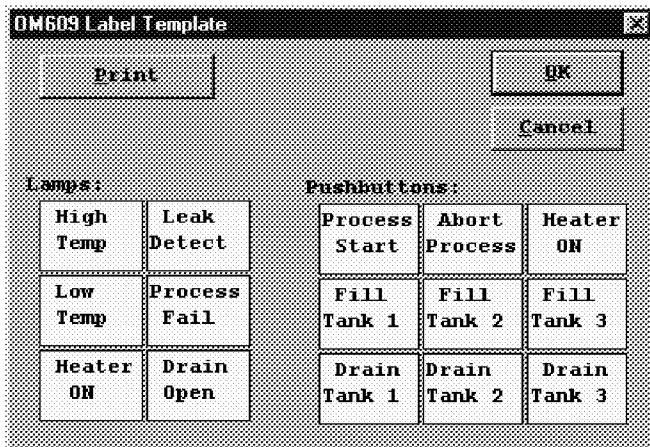 OM609 Label Template
Print
OK
Cancel
Lamps:
High Temp
Leak Detect
Low Temp
Process Fail
Heater ON
Drain Open
Pushbuttons:
Process Start
Abort Process
Heater ON
Fill Tank 1
Fill Tank 2
Fill Tank 3
Drain Tank 1
Drain Tank 2
Drain Tank 3